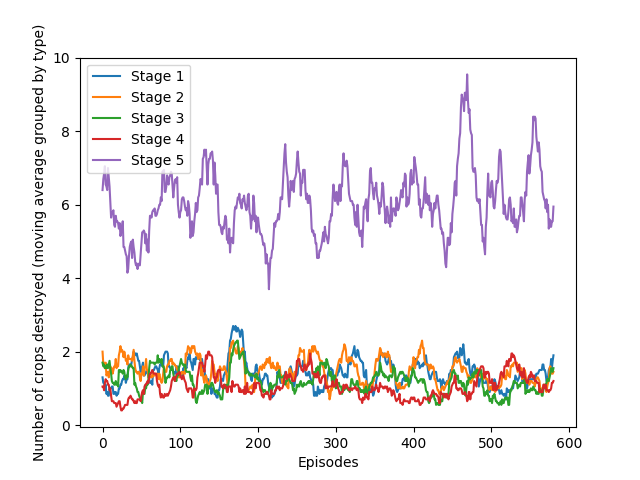 Number of crops destroyed (moving average grouped by type)
10
8
6
4
2
0
Stage 1
Stage 2
Stage 3
Stage 4
Stage 5
0 100 200 300 400 500 600
Episodes